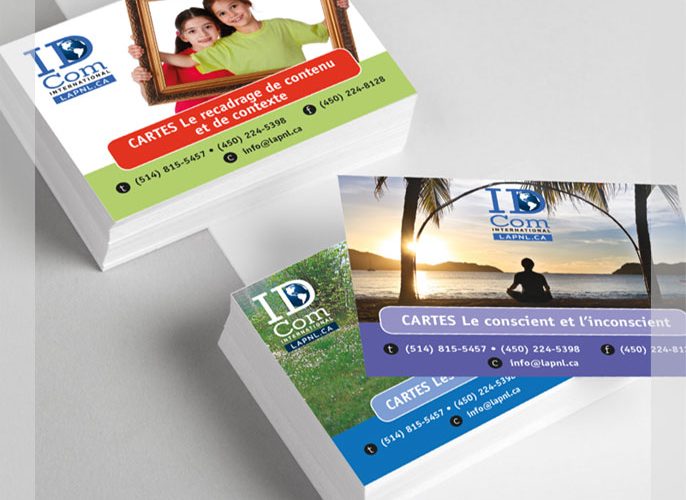 ID
Com
INTERNATIONAL
LAPNL.CA
CARTES Le recadrage de contenu
et de contexte
t (514) 815-5457 • (450) 224-5398 f (450) 224-8128
c info@lapnl.ca
ID
Com
INTERNATIONAL
LAPNL.CA
CARTES Le conscient et l'inconscient
t (514) 815-5457 • (450) 224-5398 f (450) 224-812
c info@lapnl.ca
ID
Com
INTERNATIONAL
LAPNL.CA
CARTES Les
t (514) 815-5457 • (450) 224-5398
c info@lapnl.ca